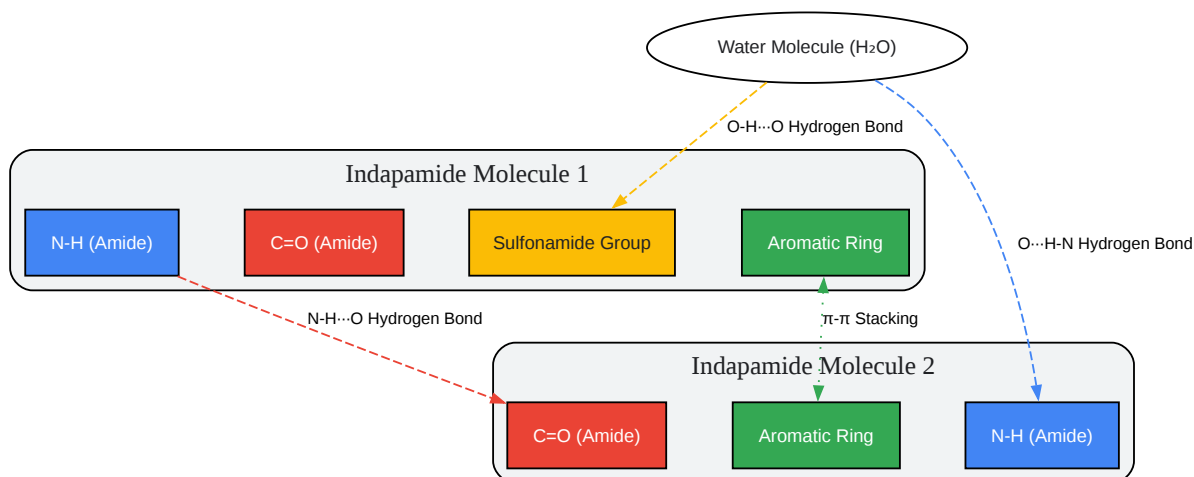 Water Molecule (H₂O)
O-H···O Hydrogen Bond
Indapamide Molecule 1
N-H (Amide)
C=O (Amide)
Sulfonamide Group
Aromatic Ring
O···H-N Hydrogen Bond
N-H···O Hydrogen Bond
π-π Stacking
Indapamide Molecule 2
C=O (Amide)
Aromatic Ring
N-H (Amide)